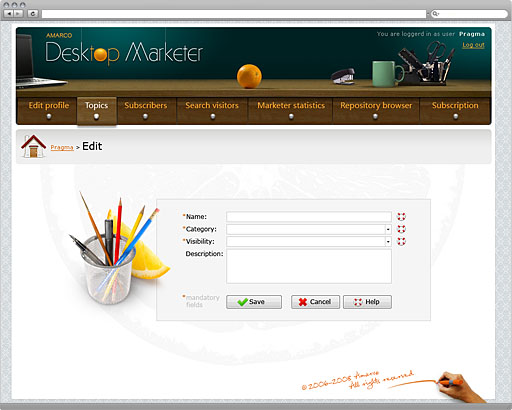 AMARCO
Desktop Marketer
You are loggerd in as user Pragma
Log out
Edit profile
Topics
Subscribers
Search visitors
Marketer statistics
Repository browser
Subscription
Pragma > Edit
*Name:
*Category:
*Visibility:
Description:
*mandatory
fields
Save
Cancel
Help
© 2006-2008 Amarco
All rights reserved